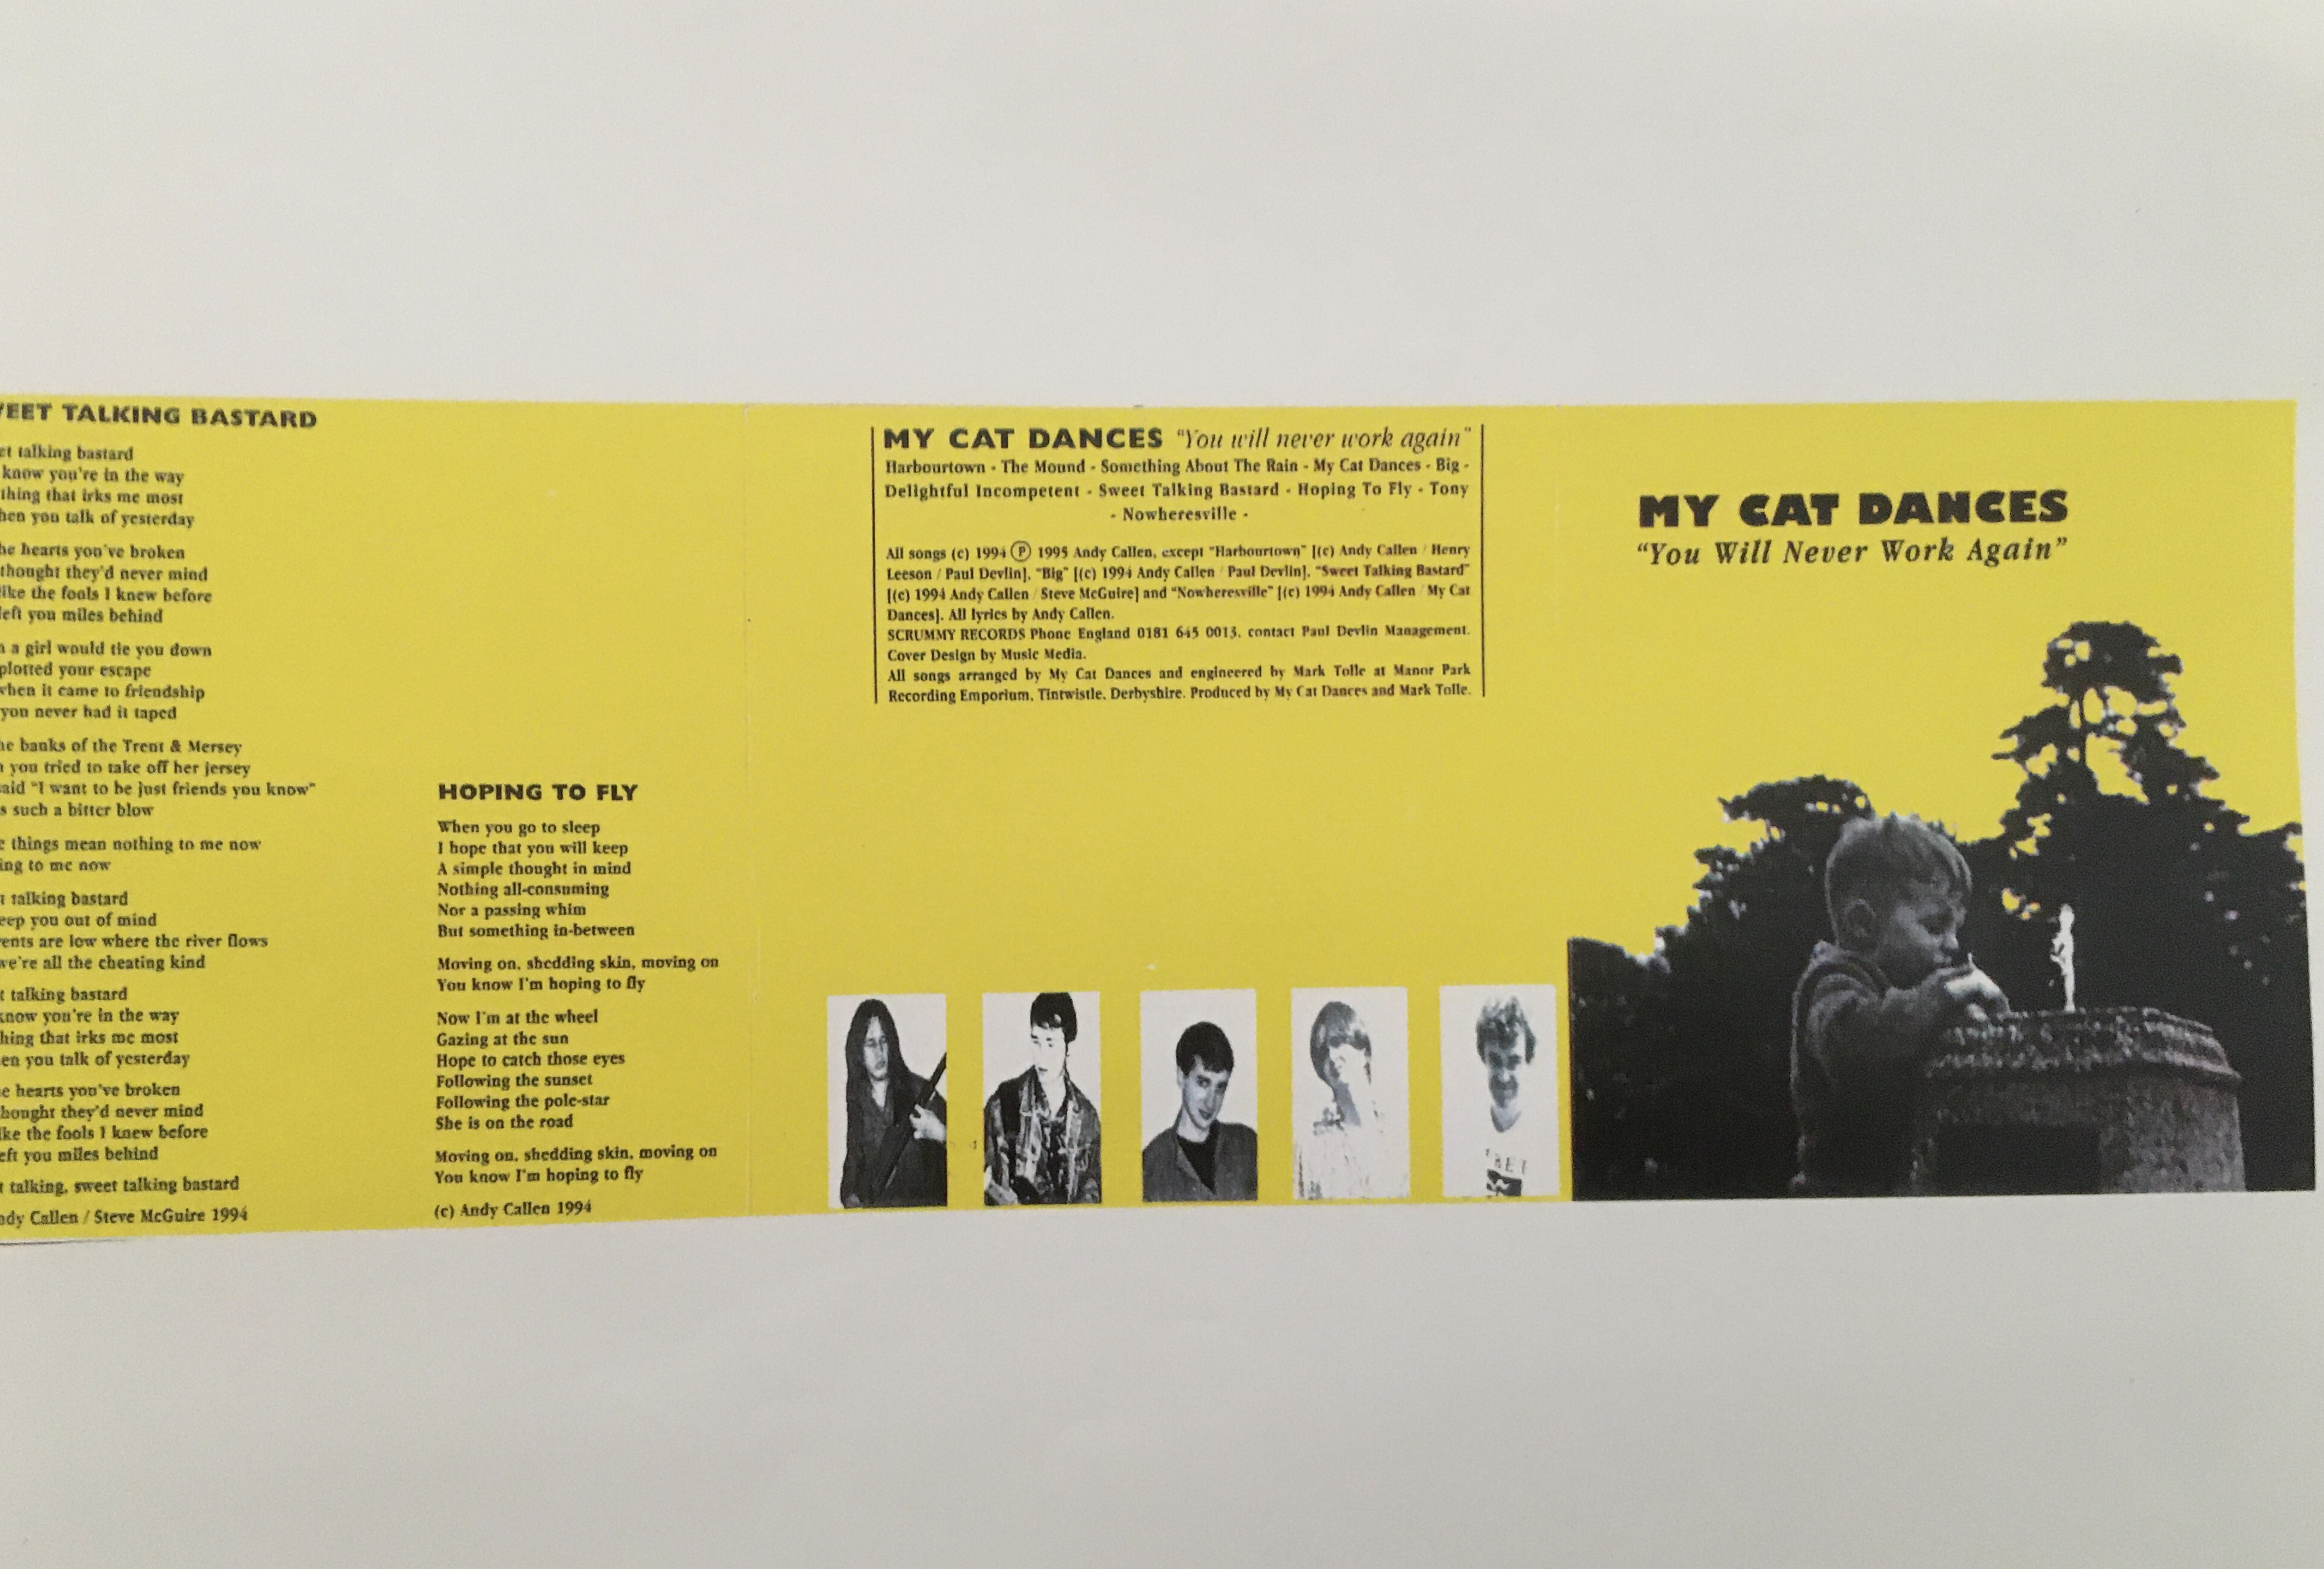 TALKING BASTARD
talking bastard
know you're in the way
thing that irks me most
you talk of yesterday
hearts you've broken
thought they'd never mind
like the fools I knew before
left you miles behind
a girl would tie you down
plotted your escape
when it came to friendship
you never had it taped
banks of the Trent & Mersey
you tried to take off her jersey
"I want to be just friends you know"
such a bitter blow
things mean nothing to me now
to me now
talking bastard
you out of mind
are low where the river flows
we're all the cheating kind
talking bastard
know you're in the way
thing that irks me most
you talk of yesterday
hearts you've broken
thought they'd never mind
like the fools I knew before
left you miles behind
talking, sweet talking bastard
Andy Callen / Steve McGuire 1994
HOPING TO FLY
When you go to sleep
I hope that you will keep
A simple thought in mind
Nothing all-consuming
Nor a passing whim
But something in-between
Moving on, shedding skin, moving on
You know I'm hoping to fly
Now I'm at the wheel
Gazing at the sun
Hope to catch those eyes
Following the sunset
Following the pole-star
She is on the road
Moving on, shedding skin, moving on
You know I'm hoping to fly
(c) Andy Callen 1994
MY CAT DANCES "You will never work again"
Harbourtown - The Mound - Something About The Rain - My Cat Dances - Big -
Delightful Incompetent - Sweet Talking Bastard - Hoping To Fly - Tony
- Nowheresville -
All songs (c) 1994 Ⓟ 1995 Andy Callen, except "Harbourtown" [(c) Andy Callen / Henry
Leeson / Paul Devlin], "Big" [(c) 1994 Andy Callen / Paul Devlin], "Sweet Talking Bastard"
[(c) 1994 Andy Callen / Steve McGuire] and "Nowheresville" [(c) 1994 Andy Callen / My Cat
Dances]. All lyrics by Andy Callen.
SCRUMMY RECORDS Phone England 0181 645 0013, contact Paul Devlin Management.
Cover Design by Music Media.
All songs arranged by My Cat Dances and engineered by Mark Tolle at Manor Park
Recording Emporium, Tintwistle, Derbyshire. Produced by My Cat Dances and Mark Tolle.
MY CAT DANCES
"You Will Never Work Again"